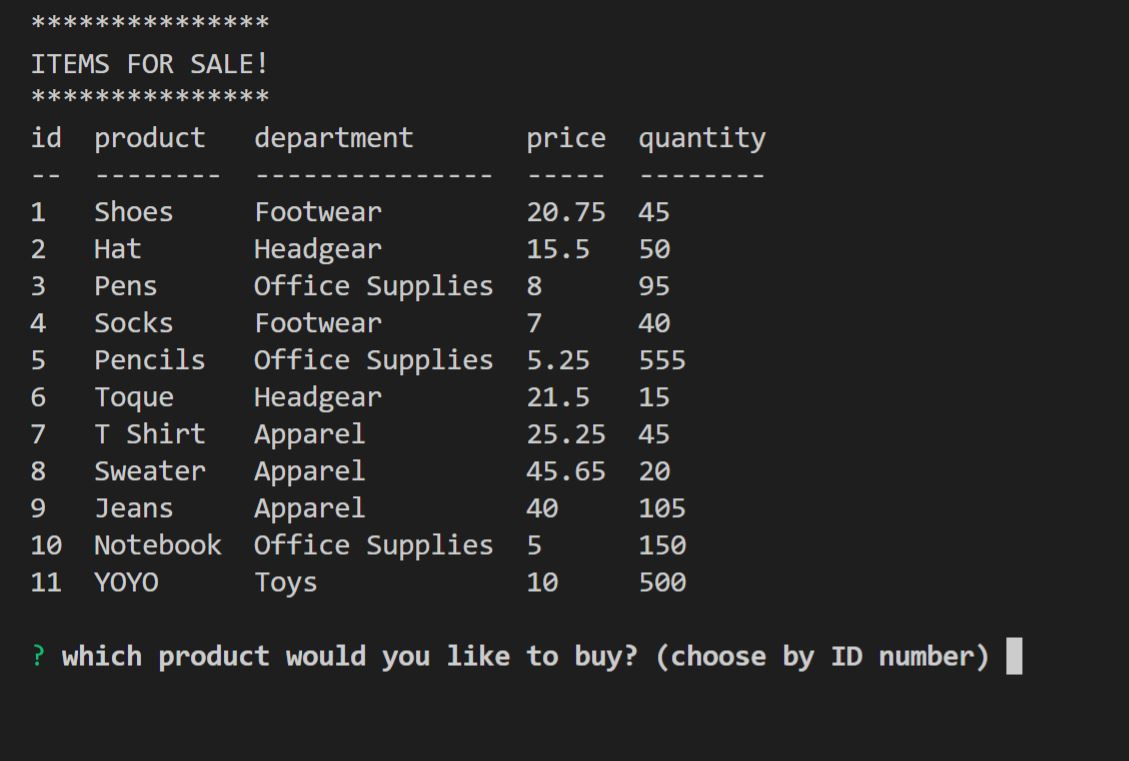 ***************
ITEMS FOR SALE!
***************
id  product   department       price  quantity
--  --------  ---------------  -----  --------
1   Shoes     Footwear         20.75  45
2   Hat       Headgear         15.5   50
3   Pens      Office Supplies  8      95
4   Socks     Footwear         7      40
5   Pencils   Office Supplies  5.25   555
6   Toque     Headgear         21.5   15
7   T Shirt   Apparel          25.25  45
8   Sweater   Apparel          45.65  20
9   Jeans     Apparel          40     105
10  Notebook  Office Supplies  5      150
11  YOYO      Toys             10     500
? which product would you like to buy? (choose by ID number)